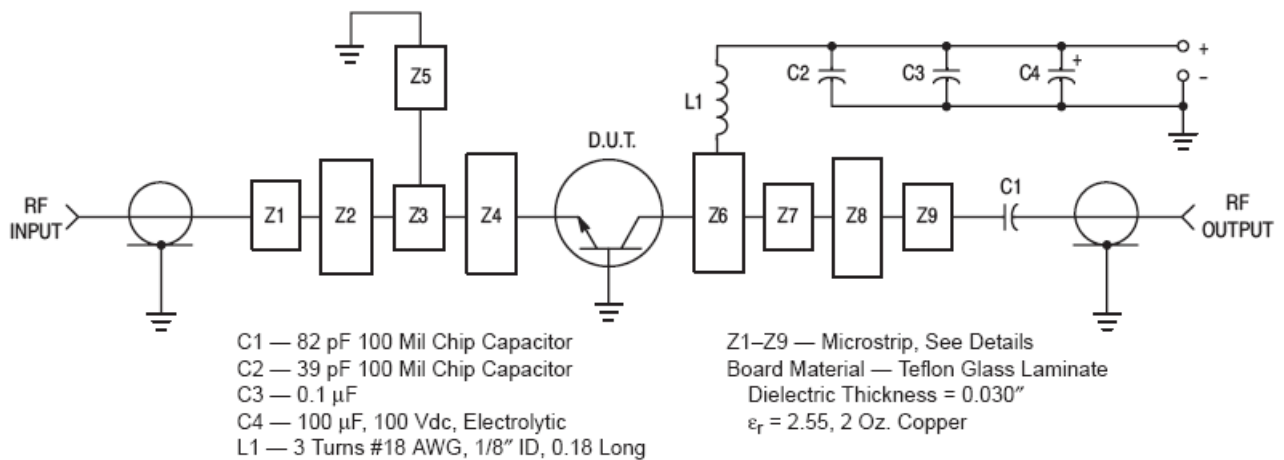 Z5
C2
C3
C4
+
+
–
L1
D.U.T.
RF
INPUT
Z1
Z2
Z3
Z4
Z6
Z7
Z8
Z9
C1
RF
OUTPUT
C1 — 82 pF 100 Mil Chip Capacitor
C2 — 39 pF 100 Mil Chip Capacitor
C3 — 0.1 μF
C4 — 100 μF, 100 Vdc, Electrolytic
L1 — 3 Turns #18 AWG, 1/8″ ID, 0.18 Long
Z1–Z9 — Microstrip, See Details
Board Material — Teflon Glass Laminate
Dielectric Thickness = 0.030″
εr = 2.55, 2 Oz. Copper